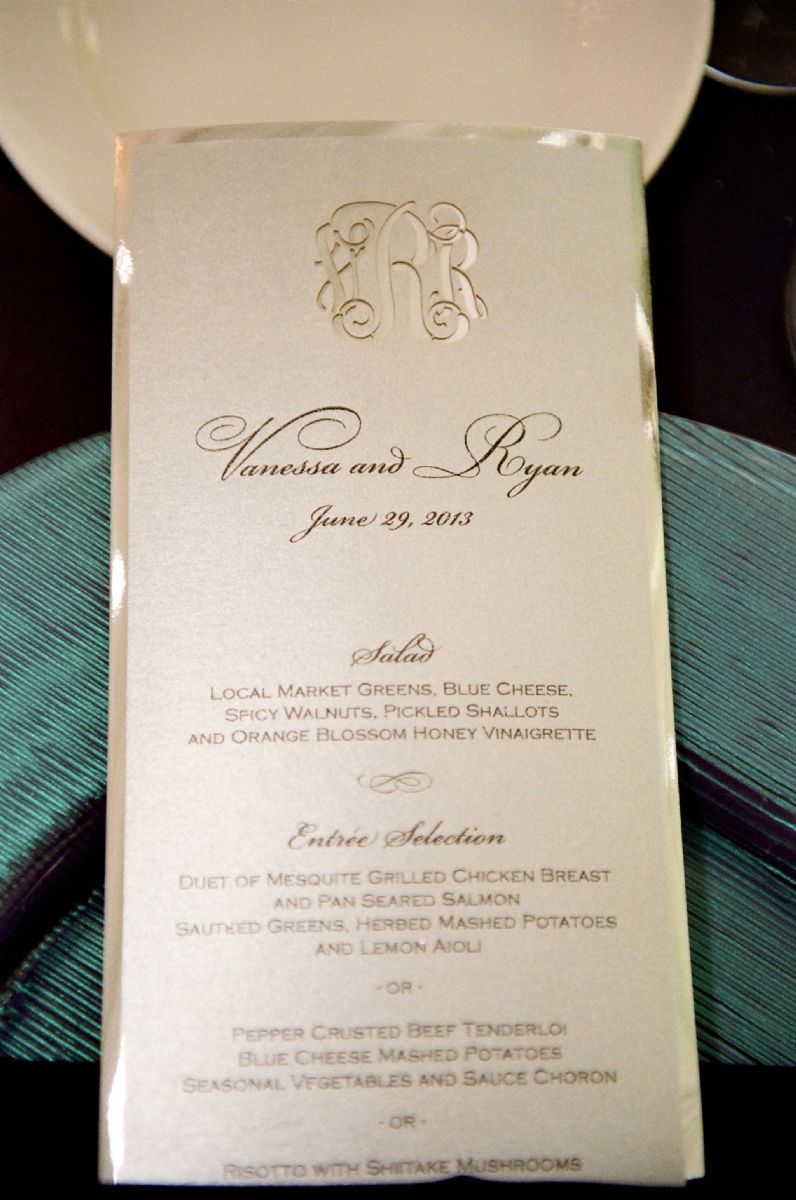 Vanessa and Ryan
June 29, 2013
Salad
LOCAL MARKET GREENS, BLUE CHEESE,
SPICY WALNUTS, PICKLED SHALLOTS
AND ORANGE BLOSSOM HONEY VINAIGRETTE
Entrée Selection
DUET OF MESQUITE GRILLED CHICKEN BREAST
AND PAN SEARED SALMON
SAUTÉED GREENS, HERBED MASHED POTATOES
AND LEMON AIOLI
- OR -
PEPPER CRUSTED BEEF TENDERLOI
BLUE CHEESE MASHED POTATOES
SEASONAL VEGETABLES AND SAUCE CHORON
- OR -
RISOTTO WITH SHIITAKE MUSHROOMS